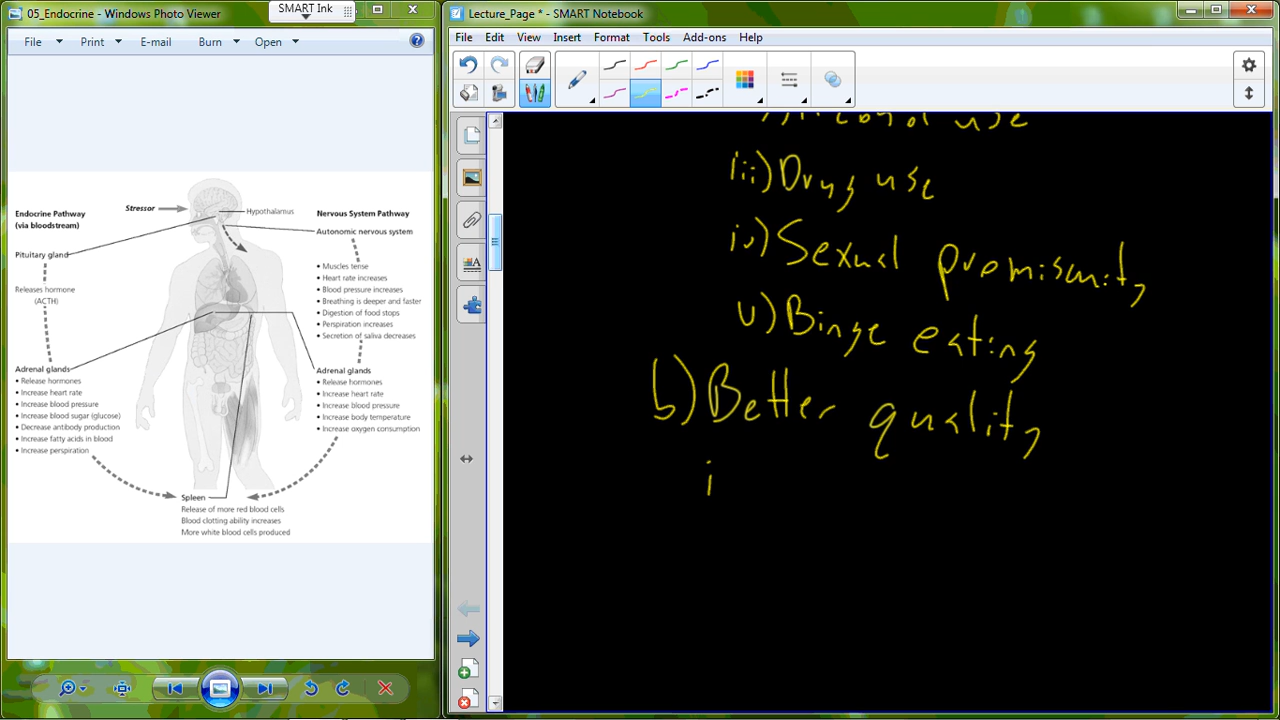 05_Endocrine - Windows Photo Viewer
SMART Ink
File Print E-mail Burn Open
Stressor
Hypothalamus
Endocrine Pathway
(via bloodstream)
Nervous System Pathway
Autonomic nervous system
Pituitary gland
Releases hormone
(ACTH)
• Muscles tense
• Heart rate increases
• Blood pressure increases
• Breathing is deeper and faster
• Digestion of food stops
• Perspiration increases
• Secretion of saliva decreases
Adrenal glands
• Release hormones
• Increase heart rate
• Increase blood pressure
• Increase blood sugar (glucose)
• Decrease antibody production
• Increase fatty acids in blood
• Increase perspiration
Adrenal glands
• Release hormones
• Increase heart rate
• Increase blood pressure
• Increase body temperature
• Increase oxygen consumption
Spleen
Release of more red blood cells
Blood clotting ability increases
More white blood cells produced
Lecture_Page * - SMART Notebook
File Edit View Insert Format Tools Add-ons Help
use
iii) Drug use
iv) Sexual promiscuity
v) Binge eating
b) Better quality
i